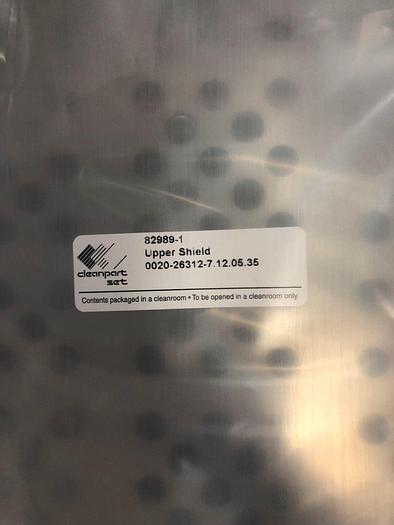 82989-1
Upper Shield
0020-26312-7.12.05.35
cleanpart
set
Contents packaged in a cleanroom • To be opened in a cleanroom only